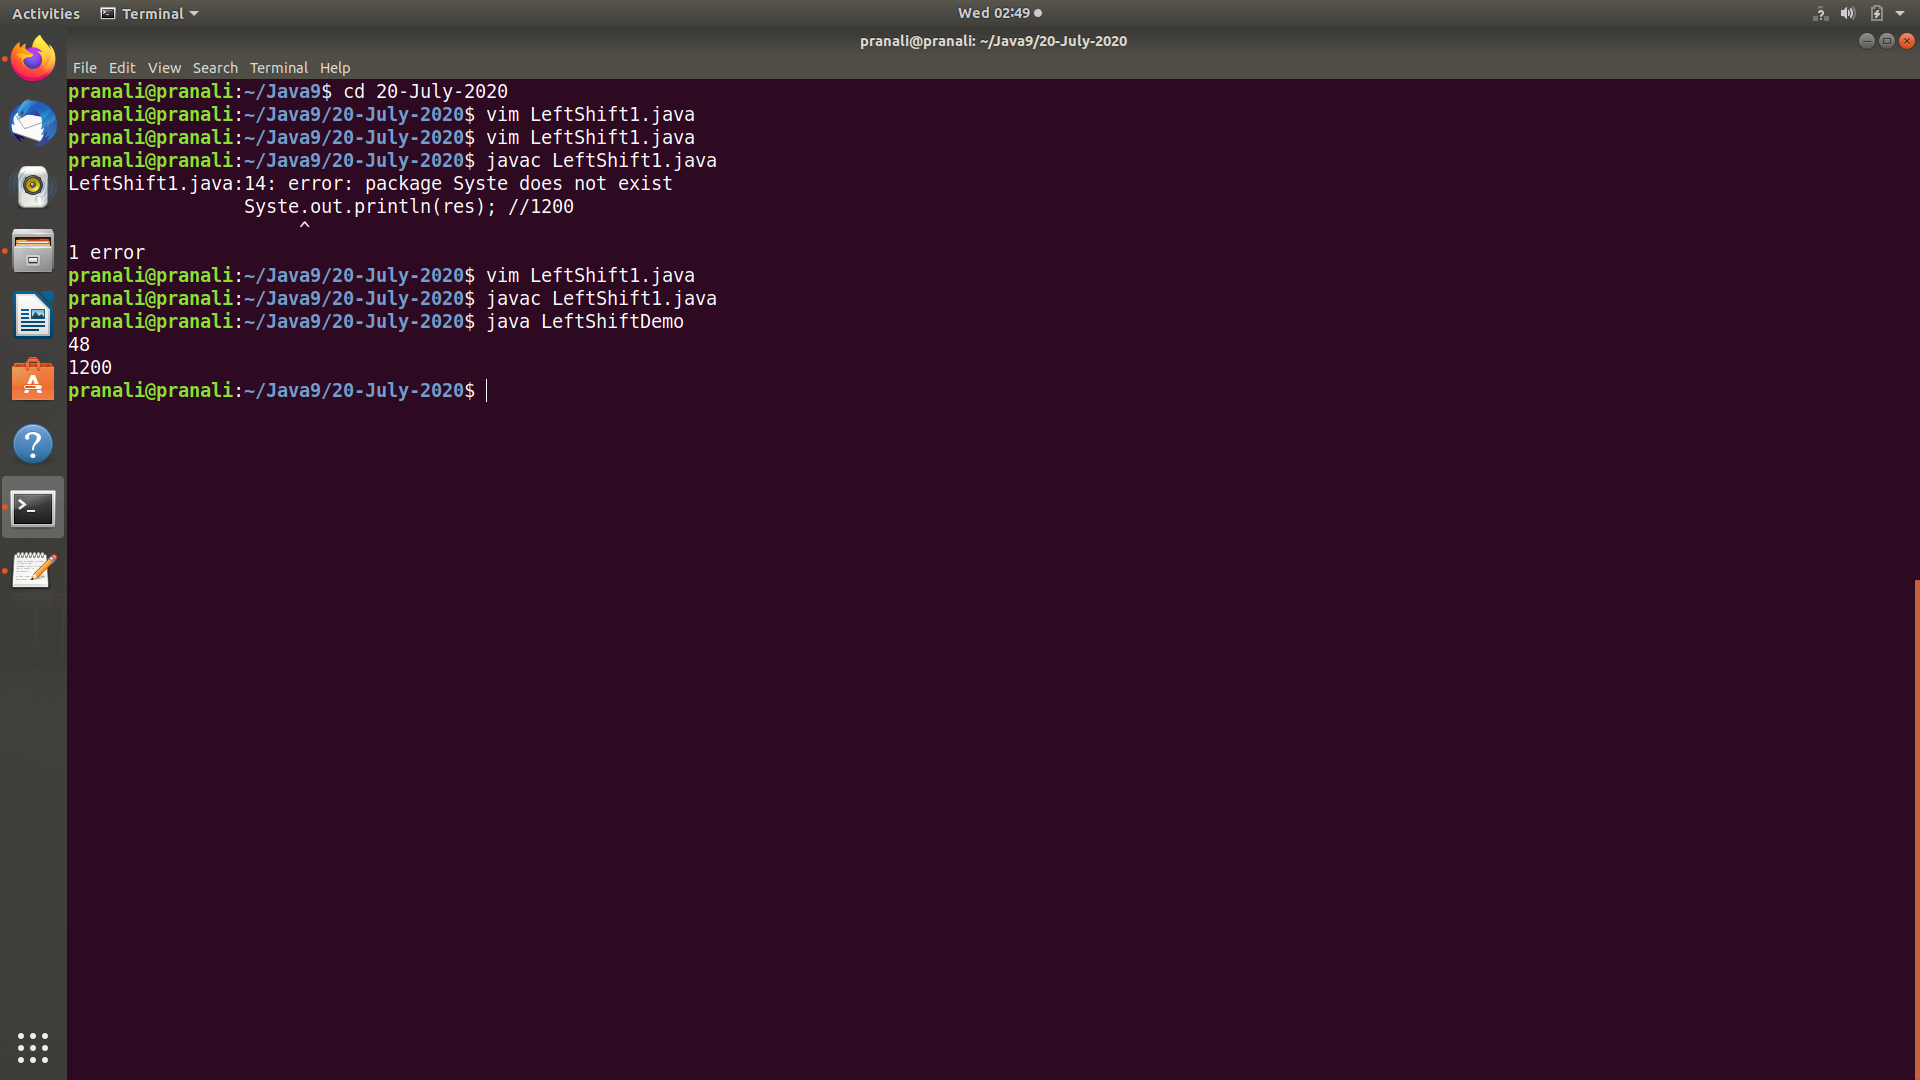 Activities Terminal Wed 02:49
pranali@pranali: ~/Java9/20-July-2020
File Edit View Search Terminal Help
pranali@pranali:~/Java9$ cd 20-July-2020
pranali@pranali:~/Java9/20-July-2020$ vim LeftShift1.java
pranali@pranali:~/Java9/20-July-2020$ vim LeftShift1.java
pranali@pranali:~/Java9/20-July-2020$ javac LeftShift1.java
LeftShift1.java:14: error: package Syste does not exist
                Syste.out.println(res); //1200
                     ^
1 error
pranali@pranali:~/Java9/20-July-2020$ vim LeftShift1.java
pranali@pranali:~/Java9/20-July-2020$ javac LeftShift1.java
pranali@pranali:~/Java9/20-July-2020$ java LeftShiftDemo
48
1200
pranali@pranali:~/Java9/20-July-2020$